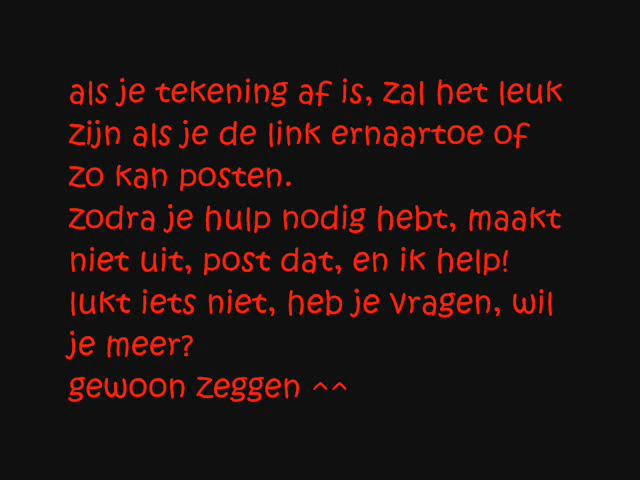 als je tekening af is, zal het leuk
zijn als je de link ernaartoe of
zo kan posten.
zodra je hulp nodig hebt, maakt
niet uit, post dat, en ik help!
lukt iets niet, heb je vragen, wil
je meer?
gewoon zeggen ^^